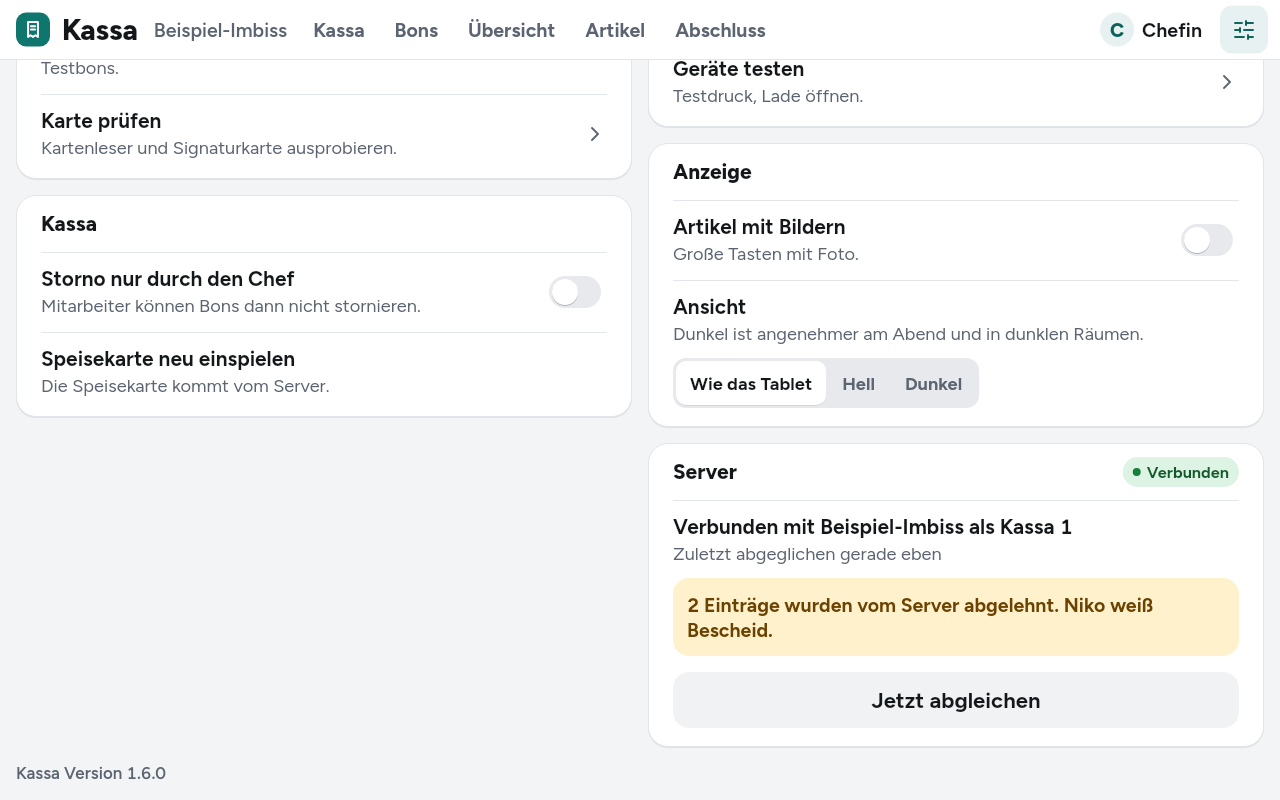 Kassa
Beispiel-Imbiss
Kassa
Bons
Übersicht
Artikel
Abschluss
C
Chefin
Testbons.
Karte prüfen
Kartenleser und Signaturkarte ausprobieren.
Kassa
Storno nur durch den Chef
Mitarbeiter können Bons dann nicht stornieren.
Speisekarte neu einspielen
Die Speisekarte kommt vom Server.
Geräte testen
Testdruck, Lade öffnen.
Anzeige
Artikel mit Bildern
Große Tasten mit Foto.
Ansicht
Dunkel ist angenehmer am Abend und in dunklen Räumen.
Wie das Tablet
Hell
Dunkel
Server
Verbunden
Verbunden mit Beispiel-Imbiss als Kassa 1
Zuletzt abgeglichen gerade eben
2 Einträge wurden vom Server abgelehnt. Niko weiß
Bescheid.
Jetzt abgleichen
Kassa Version 1.6.0